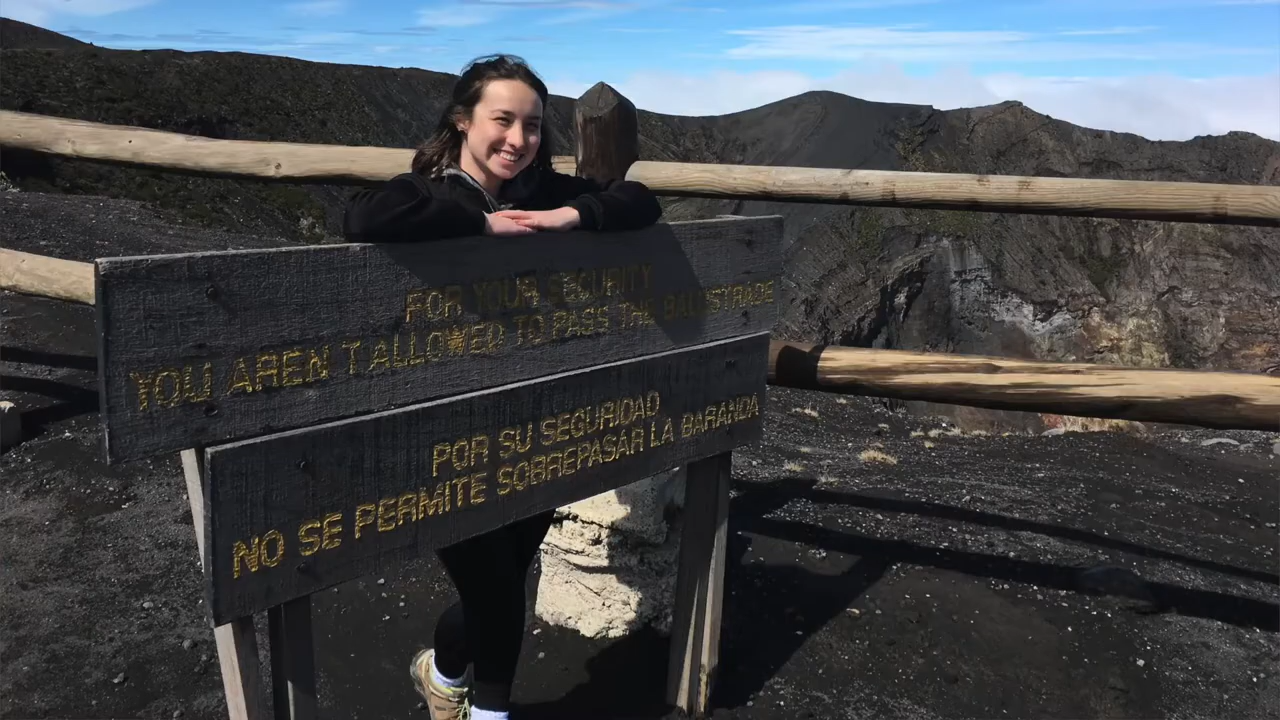 FOR YOUR SECURITY
YOU AREN'T ALLOWED TO PASS THE BALUSTRADE
POR SU SEGURIDAD
NO SE PERMITE SOBREPASAR LA BARANDA